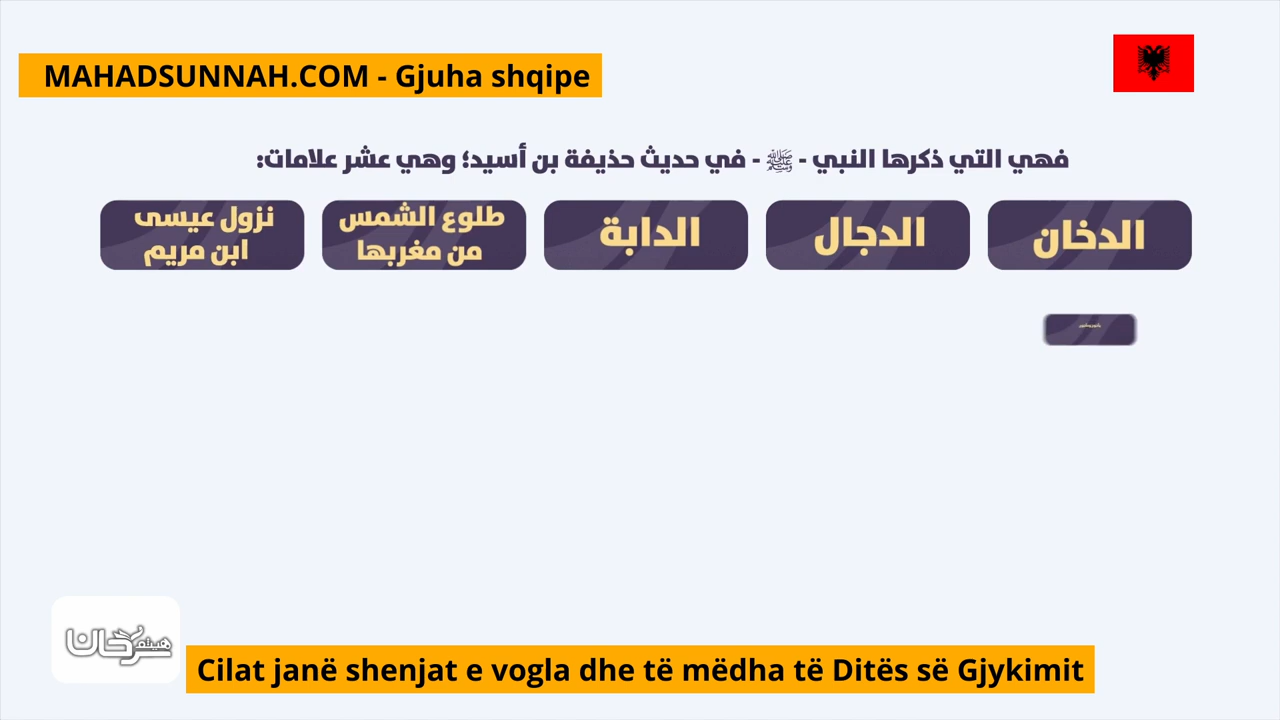 MAHADSUNNAH.COM - Gjuha shqipe
فهي التي ذكرها النبي - ﷺ - في حديث حذيفة بن أسيد؛ وهي عشر علامات:
الدخان
الدجال
الدابة
طلوع الشمس
من مغربها
نزول عيسى
ابن مريم
هيثم
سرحان
Cilat janë shenjat e vogla dhe të mëdha të Ditës së Gjykimit